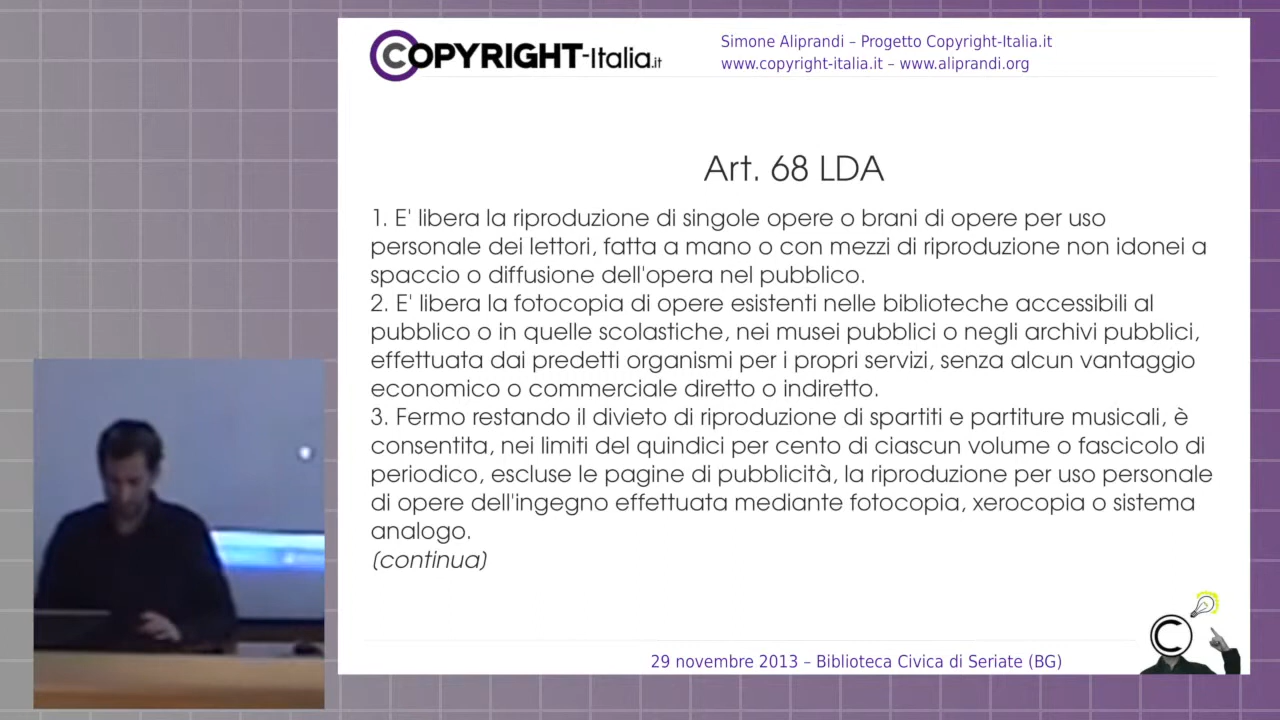 COPYRIGHT-Italia.it
Simone Aliprandi – Progetto Copyright-Italia.it
www.copyright-italia.it – www.aliprandi.org
Art. 68 LDA
1. E' libera la riproduzione di singole opere o brani di opere per uso
personale dei lettori, fatta a mano o con mezzi di riproduzione non idonei a
spaccio o diffusione dell'opera nel pubblico.
2. E' libera la fotocopia di opere esistenti nelle biblioteche accessibili al
pubblico o in quelle scolastiche, nei musei pubblici o negli archivi pubblici,
effettuata dai predetti organismi per i propri servizi, senza alcun vantaggio
economico o commerciale diretto o indiretto.
3. Fermo restando il divieto di riproduzione di spartiti e partiture musicali, è
consentita, nei limiti del quindici per cento di ciascun volume o fascicolo di
periodico, escluse le pagine di pubblicità, la riproduzione per uso personale
di opere dell'ingegno effettuata mediante fotocopia, xerocopia o sistema
analogo.
(continua)
C
29 novembre 2013 – Biblioteca Civica di Seriate (BG)